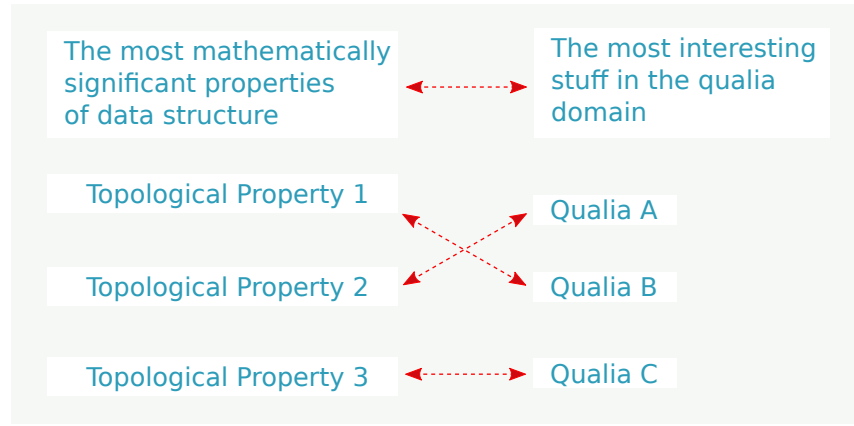 The most mathematically
significant properties
of data structure
The most interesting
stuff in the qualia
domain
Topological Property 1
Qualia A
Topological Property 2
Qualia B
Topological Property 3
Qualia C